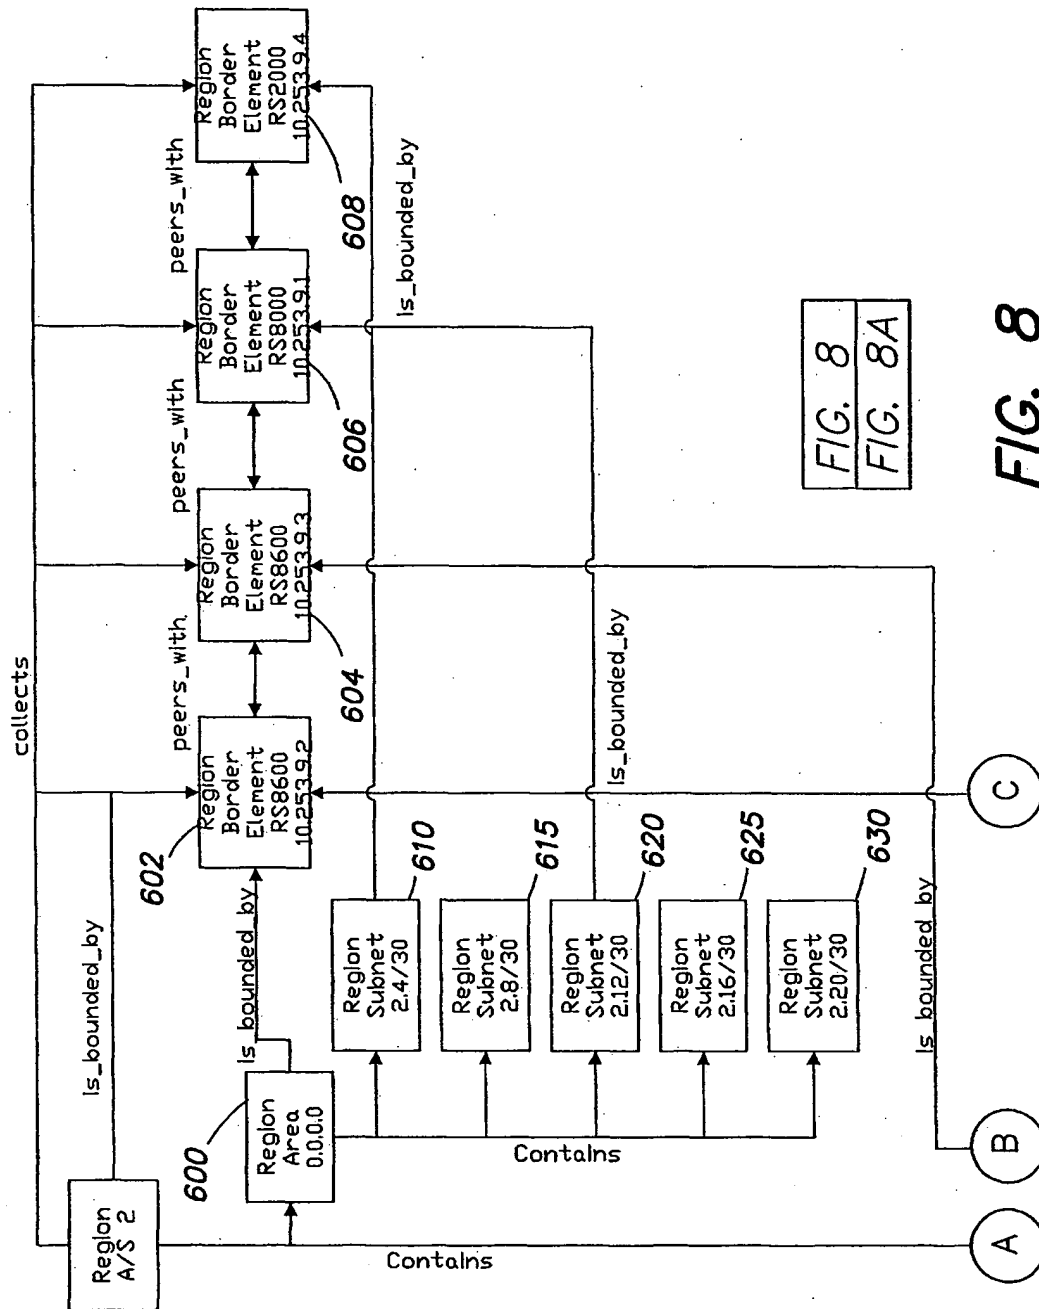 collects
Region
Border
Element
RS2000
10.253.9.4
608
peers_with
Region
Border
Element
RS8000
10.253.9.1
606
peers_with
Region
Border
Element
RS8600
10.253.9.3
604
peers_with
Region
Border
Element
RS8600
10.253.9.2
602
Is_bounded_by
Is_bounded_by
Is_bounded_by
Is_bounded_by
Is_bounded by
Region
A/S 2
600
Region
Area
0.0.0.0
Contains
Contains
Region
Subnet
2.4/30
610
Region
Subnet
2.8/30
615
Region
Subnet
2.12/30
620
Region
Subnet
2.16/30
625
Region
Subnet
2.20/30
630
A
B
C
FIG. 8
FIG. 8A
FIG. 8